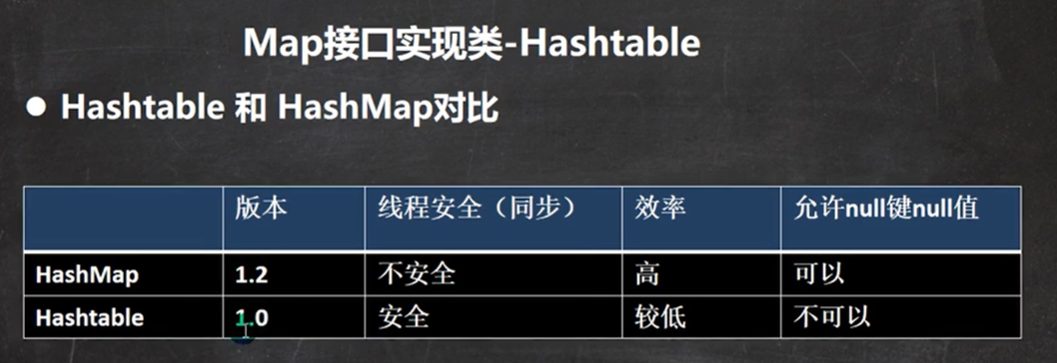 Map接口实现类-Hashtable
● Hashtable 和 HashMap对比
版本 线程安全（同步） 效率 允许null键null值
HashMap 1.2 不安全 高 可以
Hashtable 1.0 安全 较低 不可以